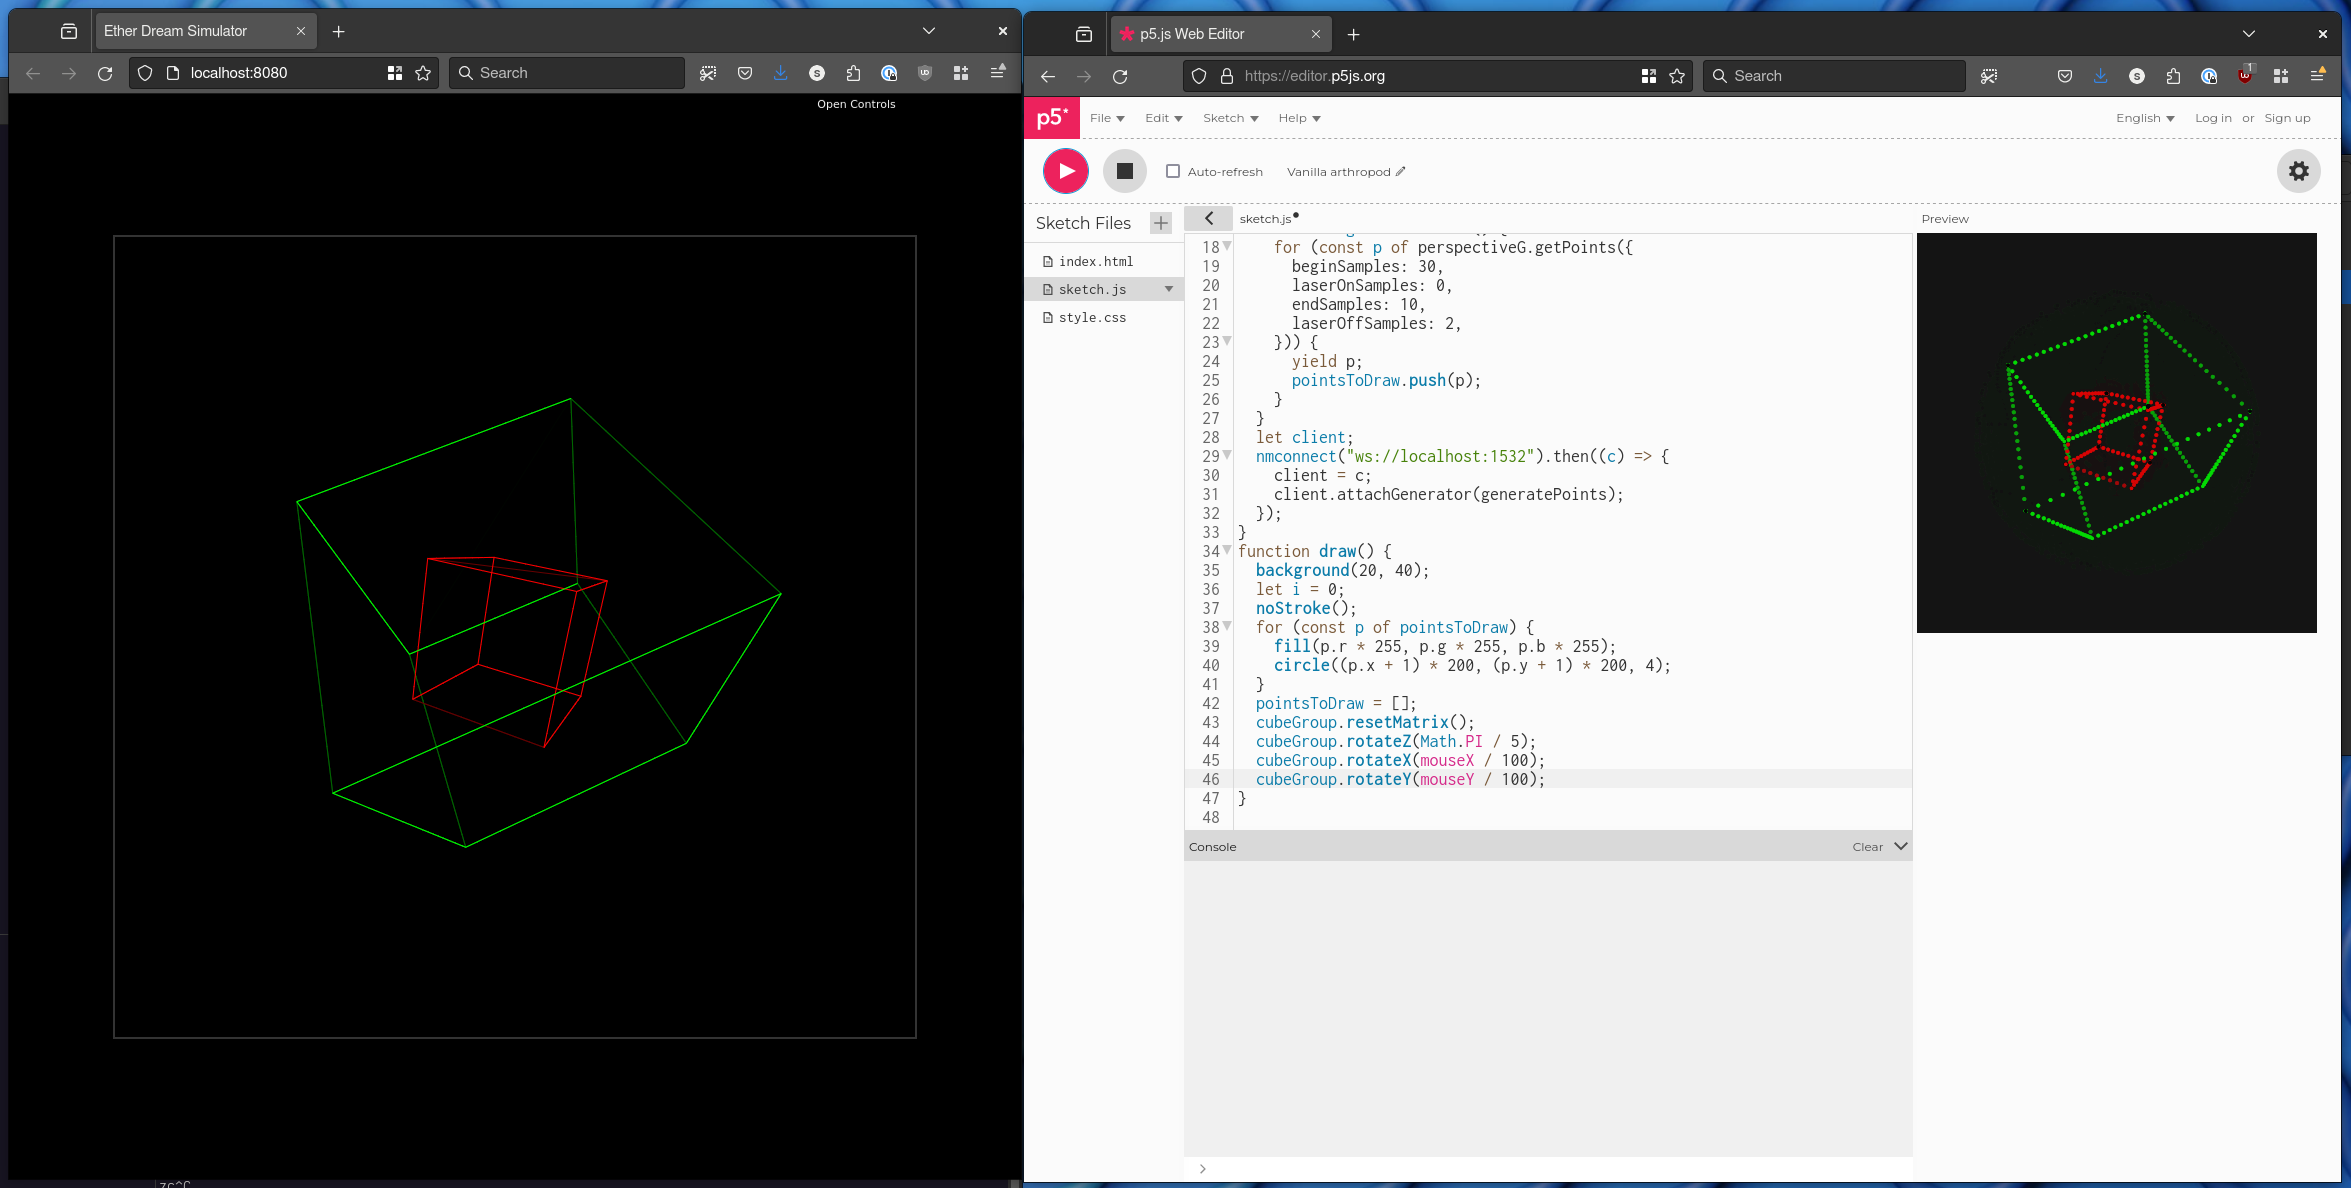 Ether Dream Simulator
localhost:8080
Search
Open Controls
p5.js Web Editor
https://editor.p5js.org
Search
1
p5*
File
Edit
Sketch
Help
English
Log in or Sign up
Auto-refresh
Vanilla arthropod
Sketch Files
sketch.js
Preview
index.html
sketch.js
style.css
18 for (const p of perspectiveG.getPoints({
19 beginSamples: 30,
20 laserOnSamples: 0,
21 endSamples: 10,
22 laserOffSamples: 2,
23 })) {
24 yield p;
25 pointsToDraw.push(p);
26 }
27 }
28 let client;
29 nmconnect("ws://localhost:1532").then((c) => {
30 client = c;
31 client.attachGenerator(generatePoints);
32 });
33 }
34 function draw() {
35 background(20, 40);
36 let i = 0;
37 noStroke();
38 for (const p of pointsToDraw) {
39 fill(p.r * 255, p.g * 255, p.b * 255);
40 circle((p.x + 1) * 200, (p.y + 1) * 200, 4);
41 }
42 pointsToDraw = [];
43 cubeGroup.resetMatrix();
44 cubeGroup.rotateZ(Math.PI / 5);
45 cubeGroup.rotateX(mouseX / 100);
46 cubeGroup.rotateY(mouseY / 100);
47 }
48
Console
Clear
>